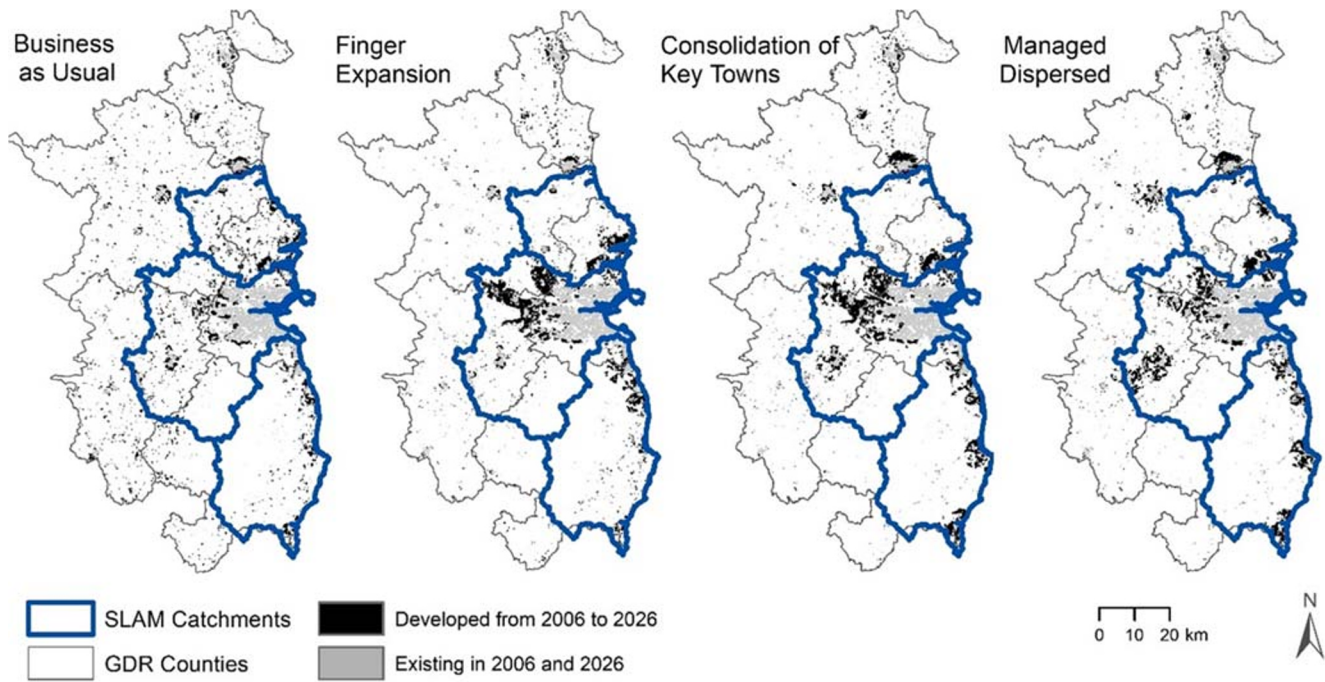 Business
as Usual
Finger
Expansion
Consolidation of
Key Towns
Managed
Dispersed
SLAM Catchments
Developed from 2006 to 2026
GDR Counties
Existing in 2006 and 2026
0 10 20 km
N